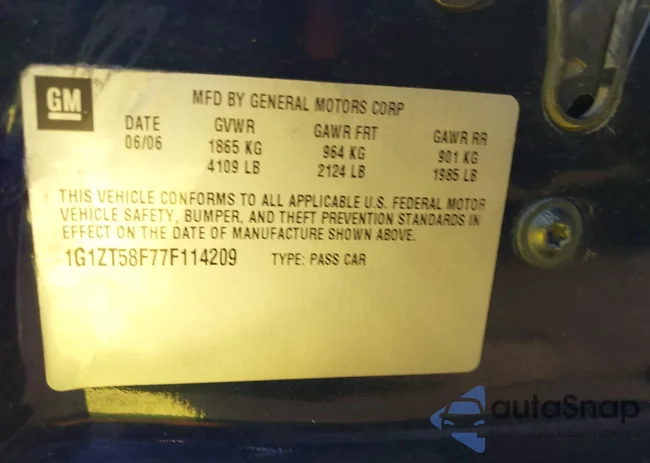 GM
MFD BY GENERAL MOTORS CORP
DATE GVWR GAWR FRT GAWR RR
06/06 1865 KG 964 KG 901 KG
4109 LB 2124 LB 1985 LB
THIS VEHICLE CONFORMS TO ALL APPLICABLE U.S. FEDERAL MOTOR
VEHICLE SAFETY, BUMPER, AND THEFT PREVENTION STANDARDS IN
EFFECT ON THE DATE OF MANUFACTURE SHOWN ABOVE.
1G1ZT58F77F114209 TYPE: PASS CAR
autoSnap